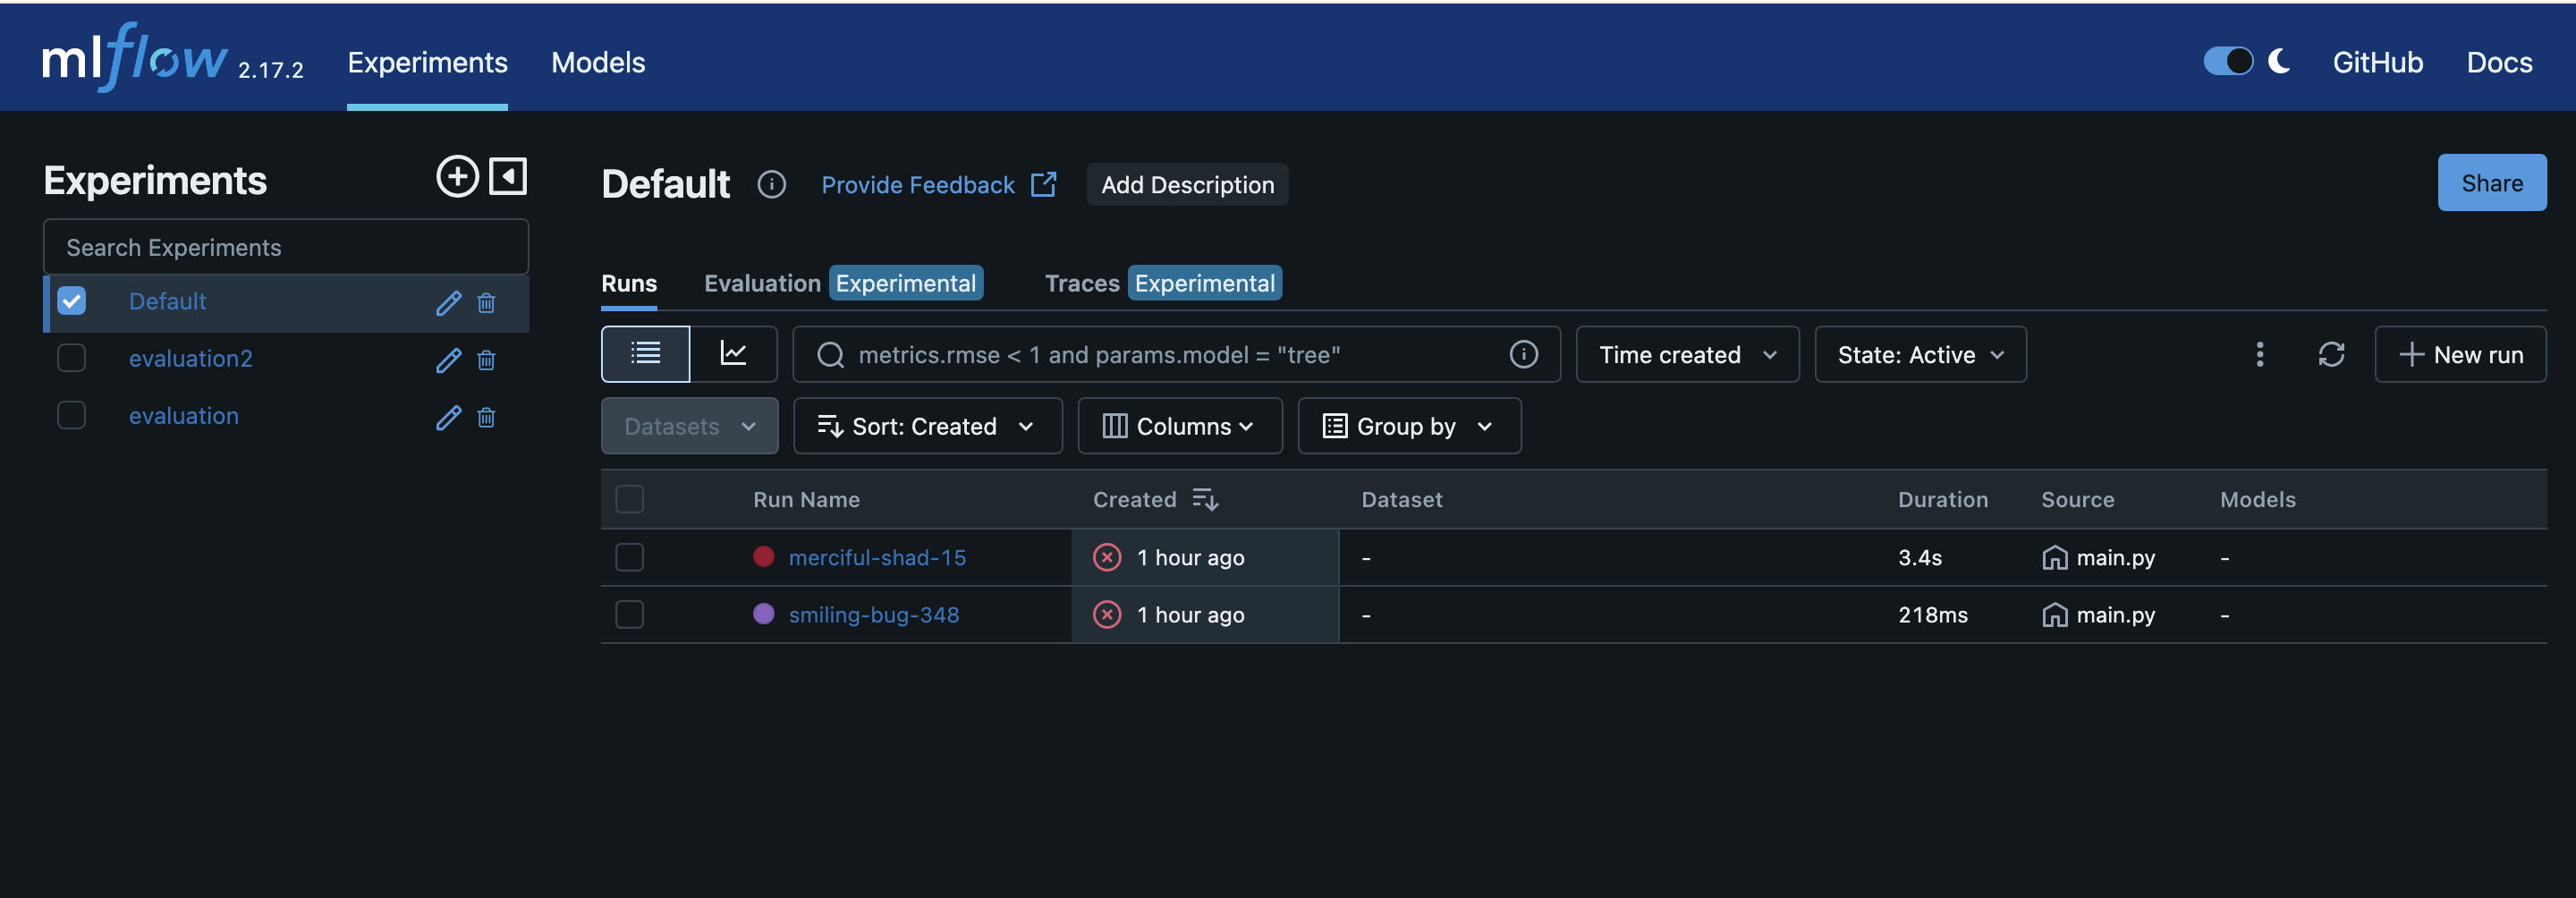 mlflow 2.17.2 Experiments Models GitHub Docs
Experiments
Search Experiments
Default
evaluation2
evaluation
Default Provide Feedback Add Description Share
Runs Evaluation Experimental Traces Experimental
metrics.rmse < 1 and params.model = "tree" Time created State: Active New run
Datasets Sort: Created Columns Group by
Run Name Created Dataset Duration Source Models
merciful-shad-15 1 hour ago - 3.4s main.py -
smiling-bug-348 1 hour ago - 218ms main.py -